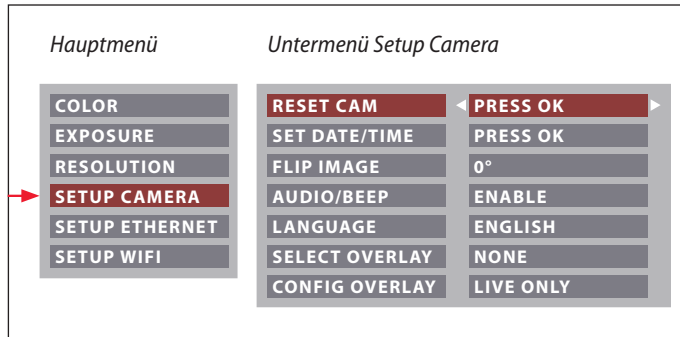 Hauptmenü
COLOR
EXPOSURE
RESOLUTION
SETUP CAMERA
SETUP ETHERNET
SETUP WIFI
Untermenü Setup Camera
RESET CAM PRESS OK
SET DATE/TIME PRESS OK
FLIP IMAGE 0°
AUDIO/BEEP ENABLE
LANGUAGE ENGLISH
SELECT OVERLAY NONE
CONFIG OVERLAY LIVE ONLY